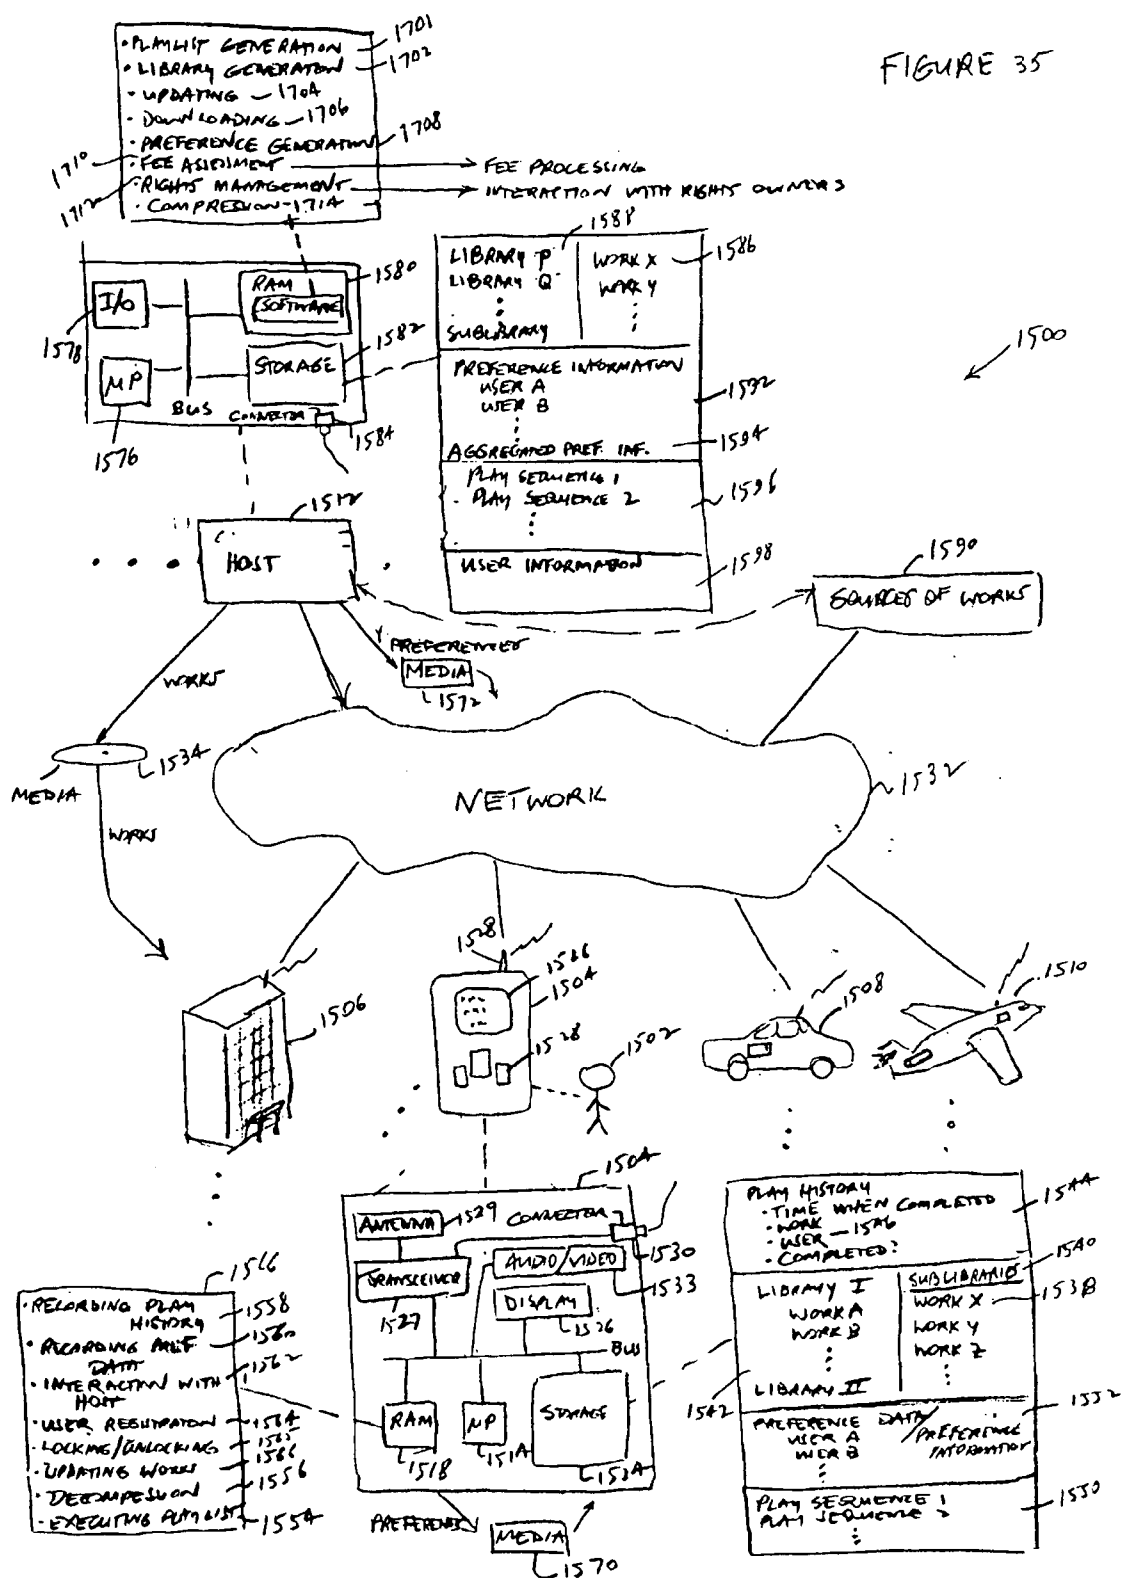 FIGURE 35
· PLAYLIST GENERATION 1701
· LIBRARY GENERATION 1702
· UPDATING 1704
· DOWNLOADING 1706
· PREFERENCE GENERATION 1708
1710 · FEE ASSESSMENT → FEE PROCESSING
1712 · RIGHTS MANAGEMENT → INTERACTION WITH RIGHTS OWNERS
· COMPRESSION 1714
I/O
1578
RAM
SOFTWARE
1580
STORAGE
1582
MP
1576
BUS
CONNECTOR
1584
1588
LIBRARY P
LIBRARY Q
SUBLIBRARY
WORK X
WORK Y
1586
PREFERENCE INFORMATION
USER A
USER B
AGGREGATED PREF. INF.
1594
PLAY SEQUENCE 1
PLAY SEQUENCE 2
1596
USER INFORMATION
1598
1500
HOST
1590
SOURCES OF WORKS
PREFERENCES
MEDIA
1572
WORKS
MEDIA
1534
WORKS
NETWORK
1532
1506
1528
1504
1528
1502
1508
1510
1504
ANTENNA
1529
CONNECTOR
1530
TRANSCEIVER
1527
AUDIO/VIDEO
1533
DISPLAY
1526
BUS
RAM
1518
MP
1514
STORAGE
PREFERENCES
MEDIA
1570
· RECORDING PLAY HISTORY 1558
· RECORDING PREF. DATA 1560
· INTERACTION WITH HOST 1562
· USER REGISTRATION 1564
· LOCKING/UNLOCKING
· UPDATING WORKS 1566
· DECOMPRESSION 1556
· EXECUTING PLAYLIST 1554
PLAY HISTORY
· TIME WHEN COMPLETED
· WORK
· USER 1546
· COMPLETED?
1544
LIBRARY I
WORK A
WORK B
LIBRARY II
1542
SUBLIBRARIES
1540
WORK X
1538
WORK Y
WORK Z
PREFERENCE DATA/PREFERENCE INFORMATION
USER A
USER B
1552
PLAY SEQUENCE 1
PLAY SEQUENCE 2
1550